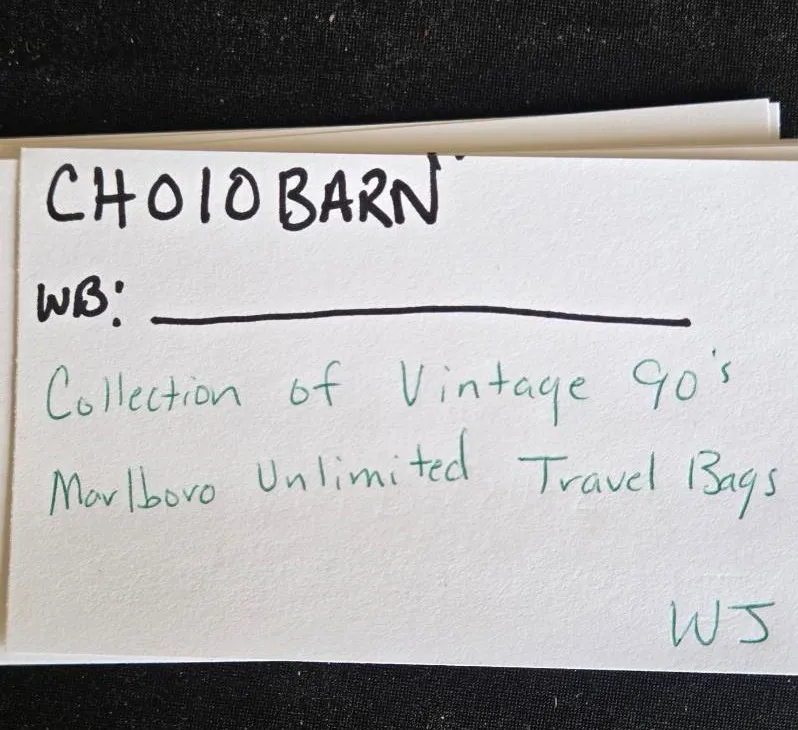 CH010BARN
WB:
Collection of Vintage 90's
Marlboro Unlimited Travel Bags
WJ